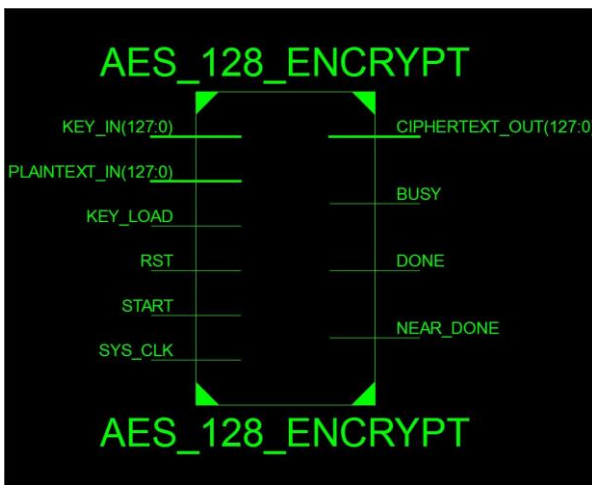 AES_128_ENCRYPT
KEY_IN(127:0)
CIPHERTEXT_OUT(127:0)
PLAINTEXT_IN(127:0)
BUSY
KEY_LOAD
RST
DONE
START
NEAR_DONE
SYS_CLK
AES_128_ENCRYPT